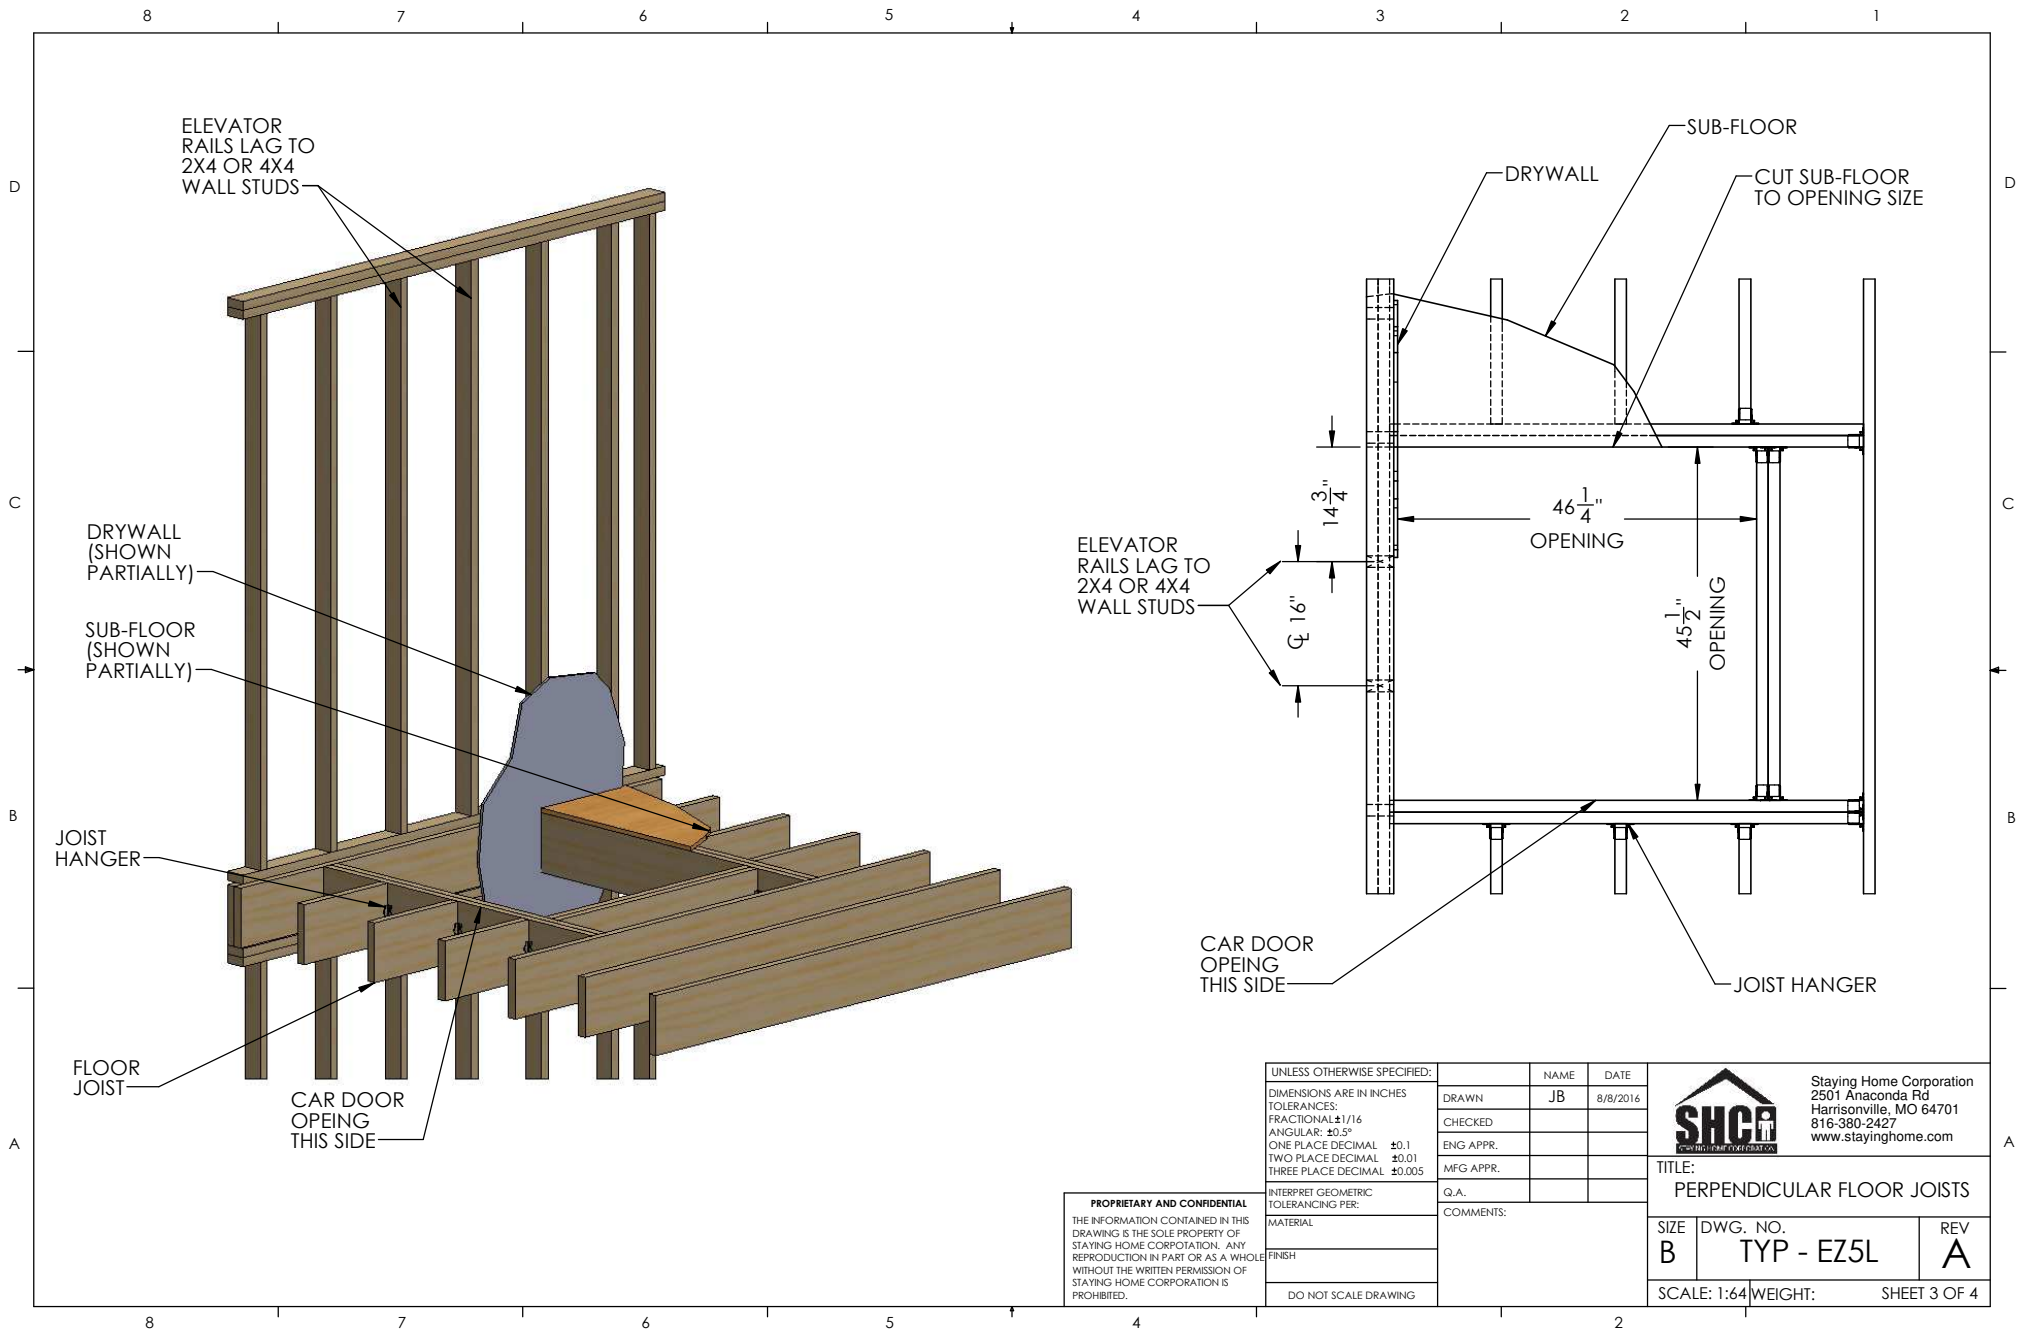 8 7 6 5 4 3 2 1
D
C
B
A
ELEVATOR
RAILS LAG TO
2X4 OR 4X4
WALL STUDS
DRYWALL
(SHOWN
PARTIALLY)
SUB-FLOOR
(SHOWN
PARTIALLY)
JOIST
HANGER
FLOOR
JOIST
CAR DOOR
OPEING
THIS SIDE
SUB-FLOOR
DRYWALL
CUT SUB-FLOOR
TO OPENING SIZE
14 3/4"
46 1/4"
OPENING
45 1/2"
OPENING
ELEVATOR
RAILS LAG TO
2X4 OR 4X4
WALL STUDS
℄ 16"
CAR DOOR
OPEING
THIS SIDE
JOIST HANGER
D
C
B
A
PROPRIETARY AND CONFIDENTIAL
THE INFORMATION CONTAINED IN THIS
DRAWING IS THE SOLE PROPERTY OF
STAYING HOME CORPOTATION. ANY
REPRODUCTION IN PART OR AS A WHOLE
WITHOUT THE WRITTEN PERMISSION OF
STAYING HOME CORPORATION IS
PROHIBITED.
UNLESS OTHERWISE SPECIFIED:
DIMENSIONS ARE IN INCHES
TOLERANCES:
FRACTIONAL±1/16
ANGULAR: ±0.5°
ONE PLACE DECIMAL ±0.1
TWO PLACE DECIMAL ±0.01
THREE PLACE DECIMAL ±0.005
INTERPRET GEOMETRIC
TOLERANCING PER:
MATERIAL
FINISH
DO NOT SCALE DRAWING
NAME DATE
DRAWN JB 8/8/2016
CHECKED
ENG APPR.
MFG APPR.
Q.A.
COMMENTS:
SHC
STAYING HOME CORPORATION
Staying Home Corporation
2501 Anaconda Rd
Harrisonville, MO 64701
816-380-2427
www.stayinghome.com
TITLE:
PERPENDICULAR FLOOR JOISTS
SIZE
B
DWG. NO.
TYP - EZ5L
REV
A
SCALE: 1:64 WEIGHT: SHEET 3 OF 4
8 7 6 5 4 2